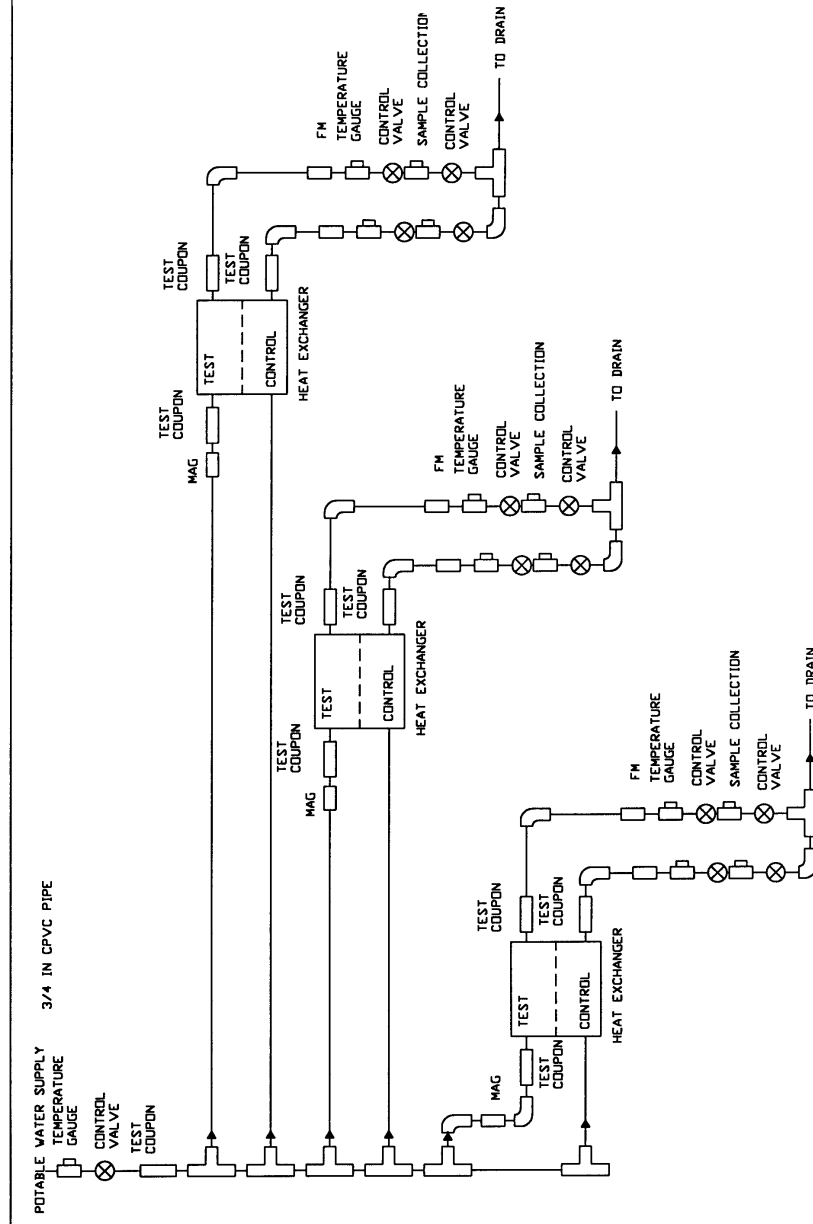 POTABLE WATER SUPPLY
3/4 IN CPVC PIPE
TEMPERATURE
GAUGE
CONTROL
VALVE
TEST
COUPON
MAG
TEST
COUPON
TEST
CONTROL
HEAT EXCHANGER
TEST
COUPON
TEST
COUPON
FM
TEMPERATURE
GAUGE
CONTROL
VALVE
SAMPLE COLLECTION
CONTROL
VALVE
TO DRAIN
MAG
TEST
COUPON
TEST
CONTROL
HEAT EXCHANGER
TEST
COUPON
TEST
COUPON
FM
TEMPERATURE
GAUGE
CONTROL
VALVE
SAMPLE COLLECTION
CONTROL
VALVE
TO DRAIN
MAG
TEST
COUPON
TEST
CONTROL
HEAT EXCHANGER
TEST
COUPON
TEST
COUPON
FM
TEMPERATURE
GAUGE
CONTROL
VALVE
SAMPLE COLLECTION
CONTROL
VALVE
TO DRAIN